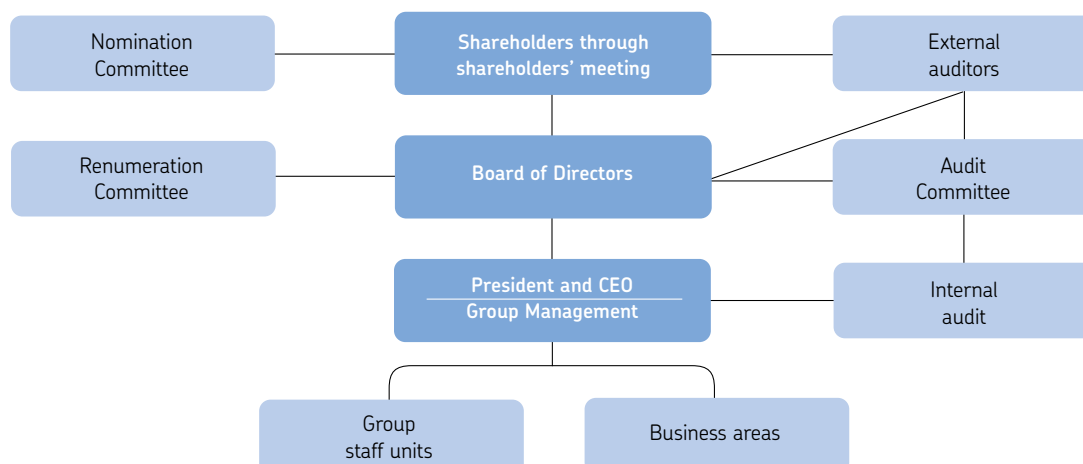 Nomination
Committee
Shareholders through
shareholders' meeting
External
auditors
Renumeration
Committee
Board of Directors
Audit
Committee
President and CEO
Group Management
Internal
audit
Group
staff units
Business areas